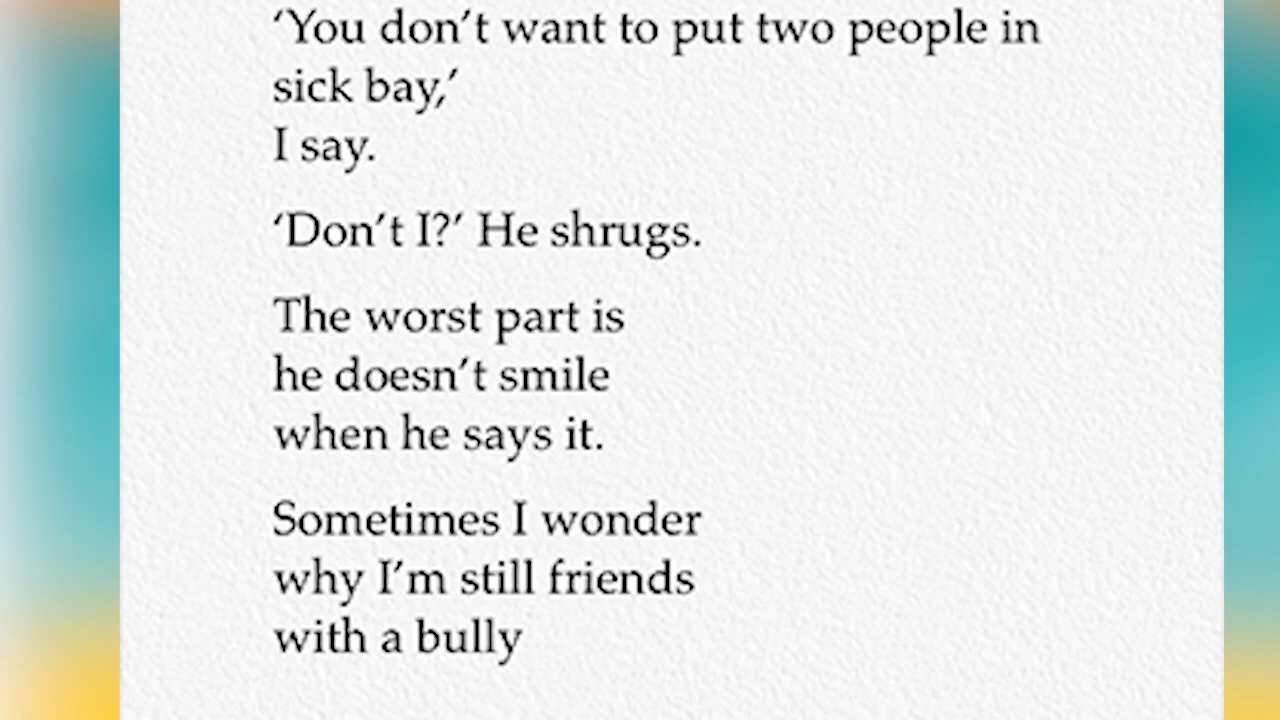 ‘You don’t want to put two people in
sick bay,’
I say.
‘Don’t I?’ He shrugs.
The worst part is
he doesn’t smile
when he says it.
Sometimes I wonder
why I’m still friends
with a bully